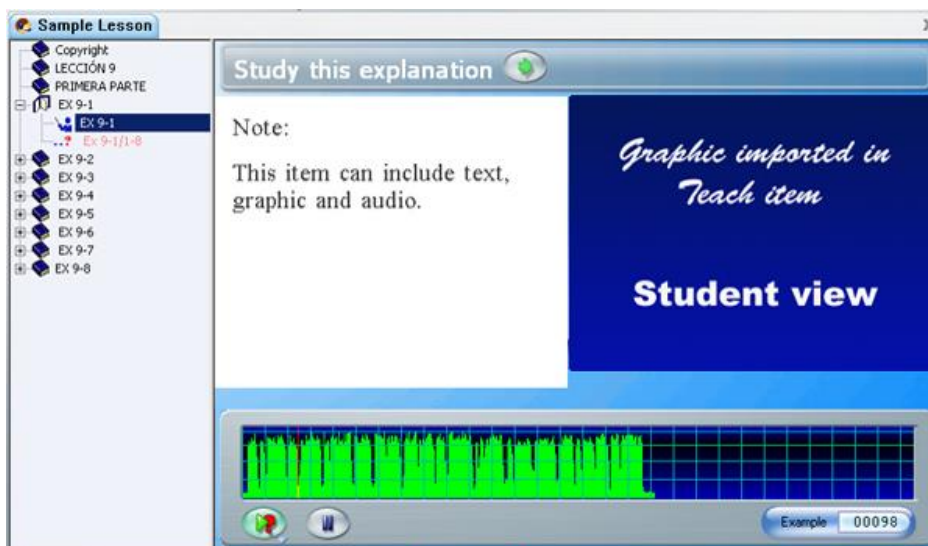 Sample Lesson
Copyright
LECCIÓN 9
PRIMERA PARTE
EX 9-1
EX 9-1
Ex 9-1/1-8
EX 9-2
EX 9-3
EX 9-4
EX 9-5
EX 9-6
EX 9-7
EX 9-8
Study this explanation
Note:
This item can include text,
graphic and audio.
Graphic imported in
Teach item
Student view
Example 00098